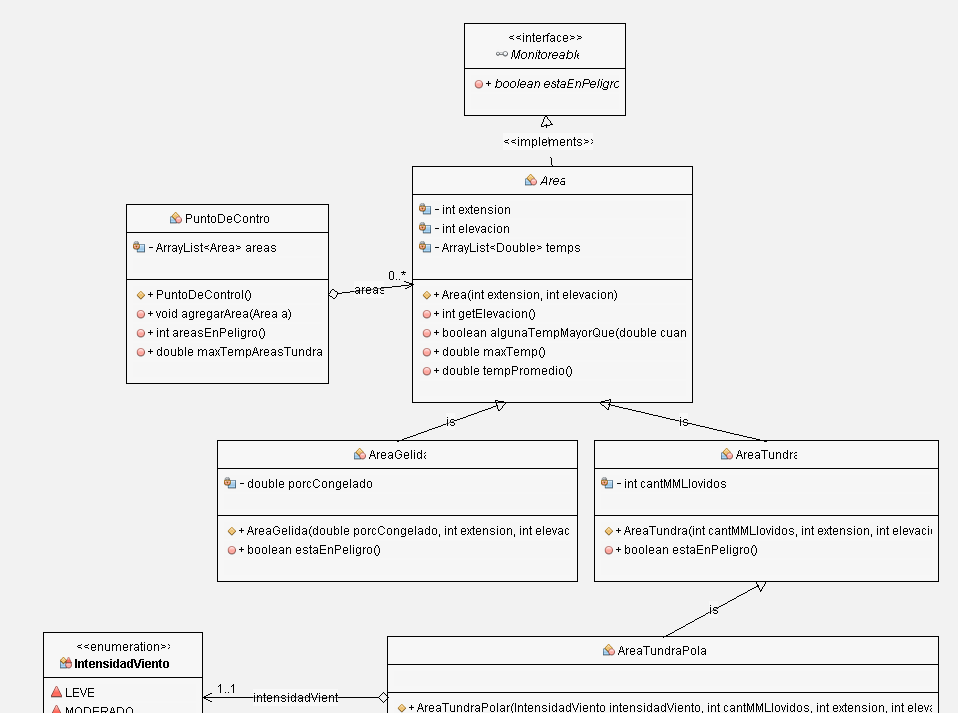 <<interface>>
Monitoreable
+ boolean estaEnPeligro
<<implements>>
Area
- int extension
- int elevacion
- ArrayList<Double> temps
+ Area(int extension, int elevacion)
+ int getElevacion()
+ boolean algunaTempMayorQue(double cuan
+ double maxTemp()
+ double tempPromedio()
PuntoDeContro
- ArrayList<Area> areas
+ PuntoDeControl()
+ void agregarArea(Area a)
+ int areasEnPeligro()
+ double maxTempAreasTundra
0..*
areas
is
is
AreaGelida
- double porcCongelado
+ AreaGelida(double porcCongelado, int extension, int elevac
+ boolean estaEnPeligro()
AreaTundra
- int cantMMLlovidos
+ AreaTundra(int cantMMLlovidos, int extension, int elevaci
+ boolean estaEnPeligro()
is
<<enumeration>>
IntensidadViento
LEVE
MODERADO
1..1
intensidadVient
AreaTundraPola
+ AreaTundraPolar(IntensidadViento intensidadViento, int cantMMLlovidos, int extension, int eleva